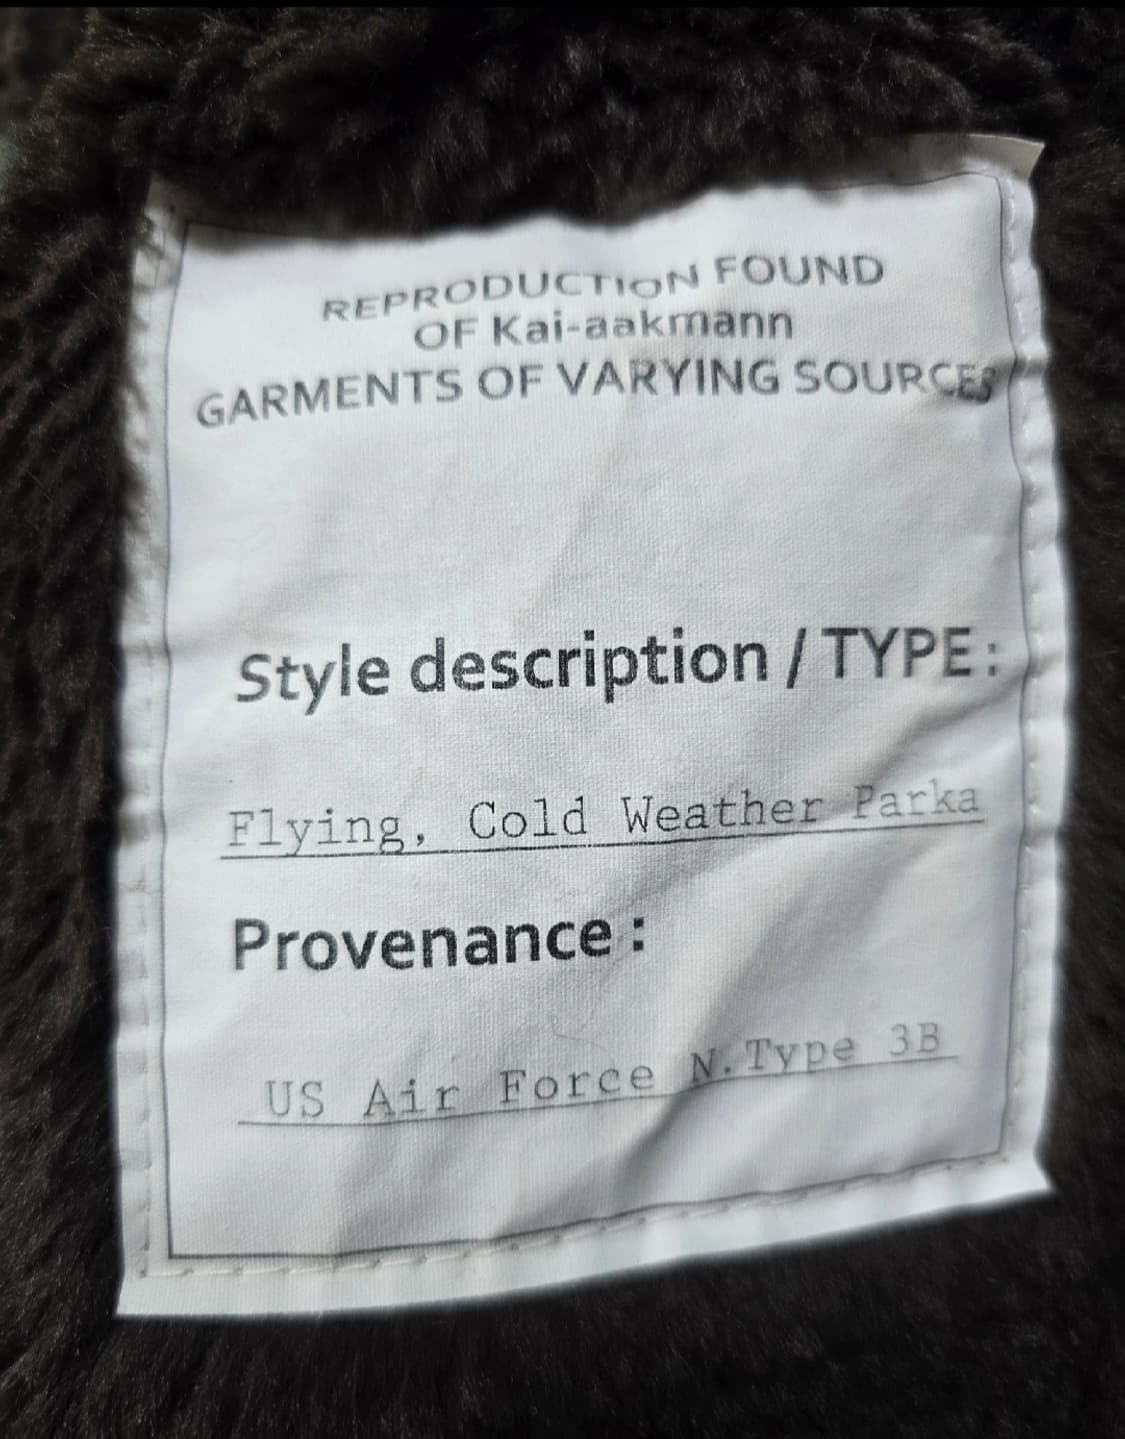 REPRODUCTION FOUND
OF Kai-aakmann
GARMENTS OF VARYING SOURCES
Style description / TYPE :
Flying, Cold Weather Parka
Provenance :
US Air Force N.Type 3B